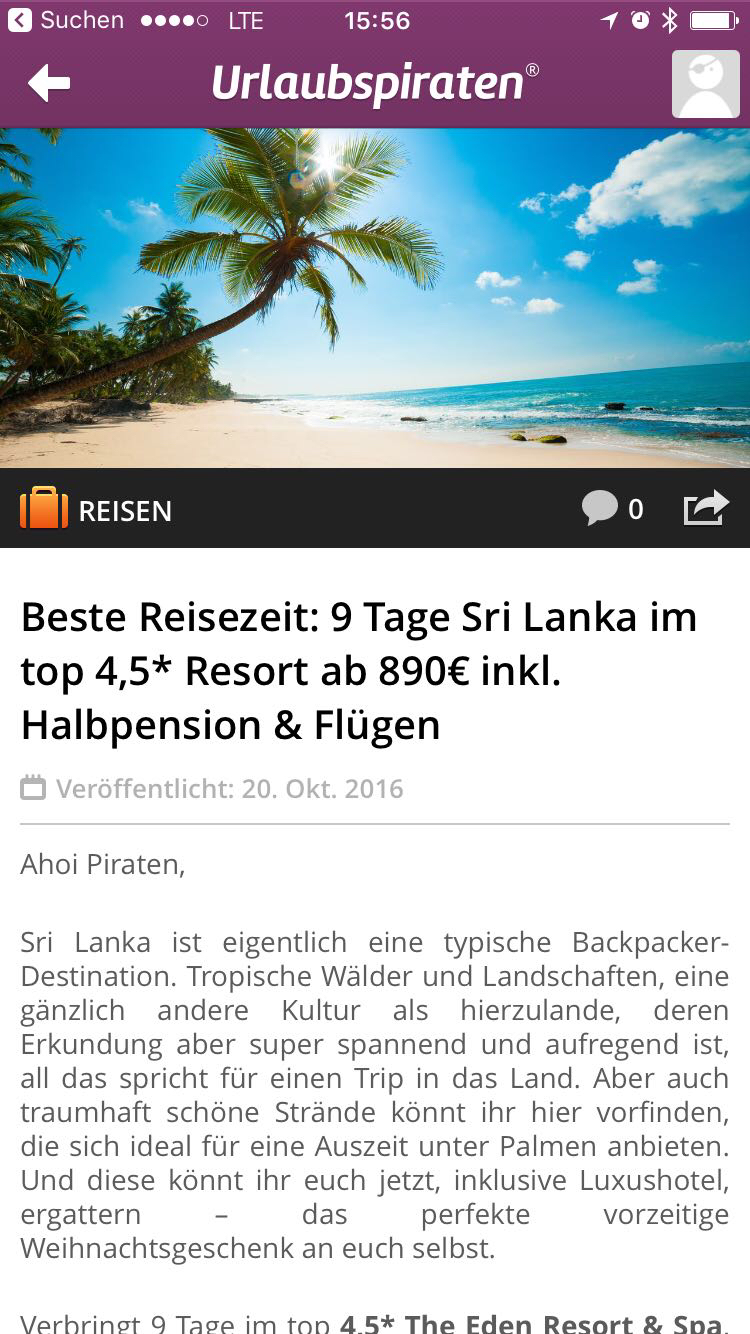 Suchen LTE 15:56
Urlaubspiraten®
REISEN 0
Beste Reisezeit: 9 Tage Sri Lanka im
top 4,5* Resort ab 890€ inkl.
Halbpension & Flügen
Veröffentlicht: 20. Okt. 2016
Ahoi Piraten,
Sri Lanka ist eigentlich eine typische Backpacker-
Destination. Tropische Wälder und Landschaften, eine
gänzlich andere Kultur als hierzulande, deren
Erkundung aber super spannend und aufregend ist,
all das spricht für einen Trip in das Land. Aber auch
traumhaft schöne Strände könnt ihr hier vorfinden,
die sich ideal für eine Auszeit unter Palmen anbieten.
Und diese könnt ihr euch jetzt, inklusive Luxushotel,
ergattern – das perfekte vorzeitige
Weihnachtsgeschenk an euch selbst.
Verbringt 9 Tage im top 4,5* The Eden Resort & Spa,